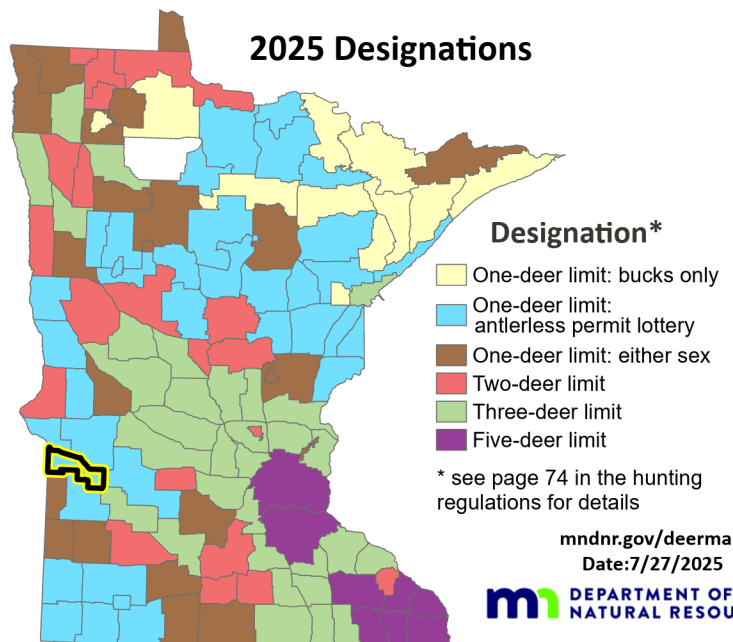 2025 Designations
Designation*
One-deer limit: bucks only
One-deer limit:
antlerless permit lottery
One-deer limit: either sex
Two-deer limit
Three-deer limit
Five-deer limit
* see page 74 in the hunting
regulations for details
mndnr.gov/deerma
Date:7/27/2025
mn DEPARTMENT OF
NATURAL RESOU